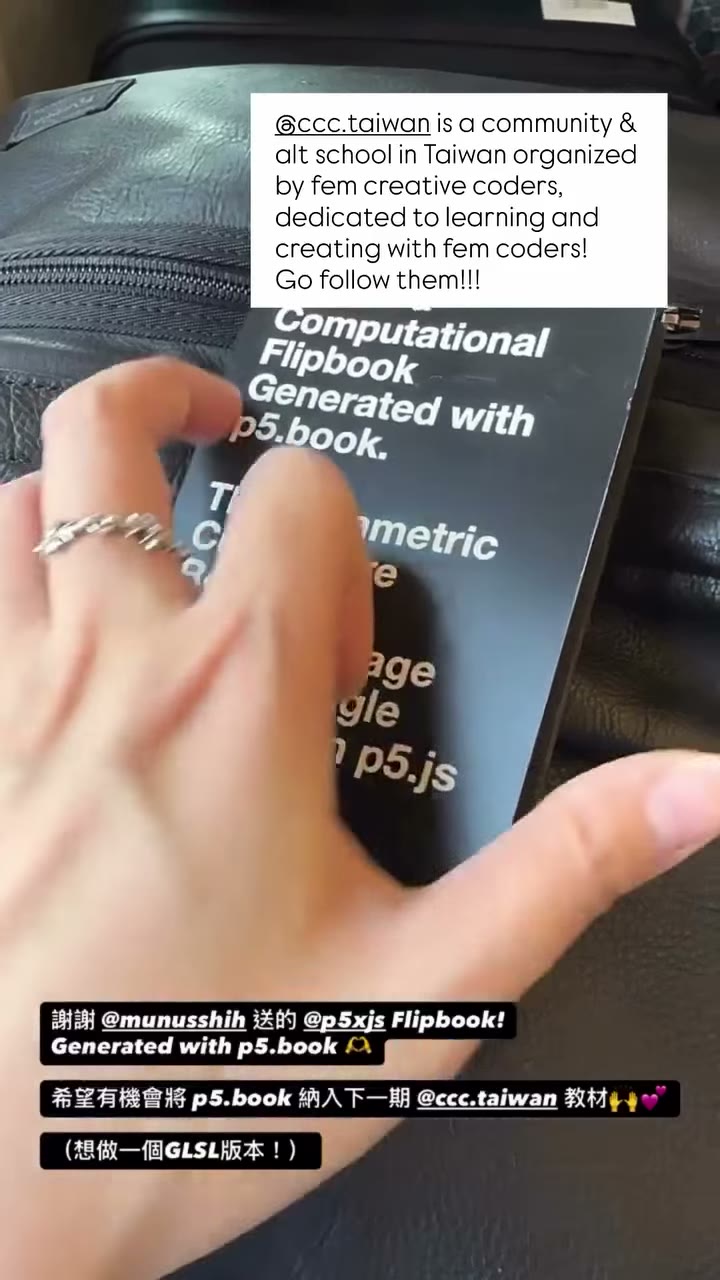 @ccc.taiwan is a community &
alt school in Taiwan organized
by fem creative coders,
dedicated to learning and
creating with fem coders!
Go follow them!!!
Computational
Flipbook
Generated with
p5.book.
metric
age
gle
p5.js
謝謝 @munusshih 送的 @p5xjs Flipbook!
Generated with p5.book 🫶
希望有機會將 p5.book 納入下一期 @ccc.taiwan 教材🙌💕
（想做一個GLSL版本！）